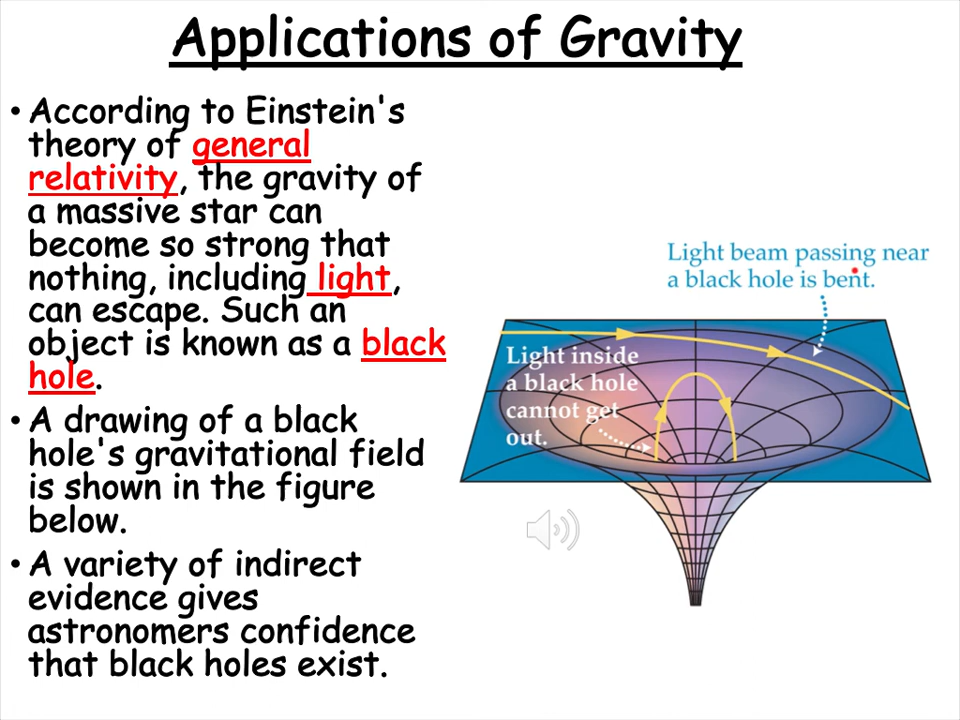 Applications of Gravity
• According to Einstein's
theory of general
relativity, the gravity of
a massive star can
become so strong that
nothing, including light,
can escape. Such an
object is known as a black
hole.
• A drawing of a black
hole's gravitational field
is shown in the figure
below.
• A variety of indirect
evidence gives
astronomers confidence
that black holes exist.
Light beam passing near
a black hole is bent.
Light inside
a black hole
cannot get
out.